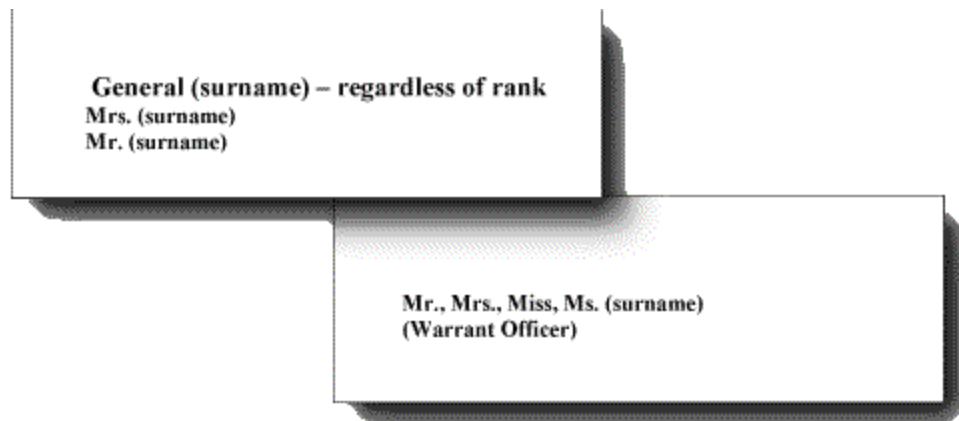 General (surname) – regardless of rank
Mrs. (surname)
Mr. (surname)
Mr., Mrs., Miss, Ms. (surname)
(Warrant Officer)